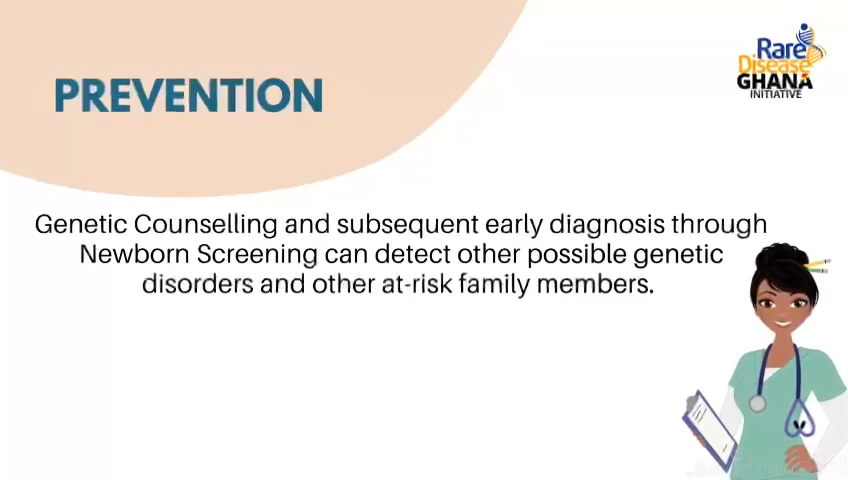 PREVENTION
Rare
Disease
GHANA
INITIATIVE
Genetic Counselling and subsequent early diagnosis through
Newborn Screening can detect other possible genetic
disorders and other at-risk family members.